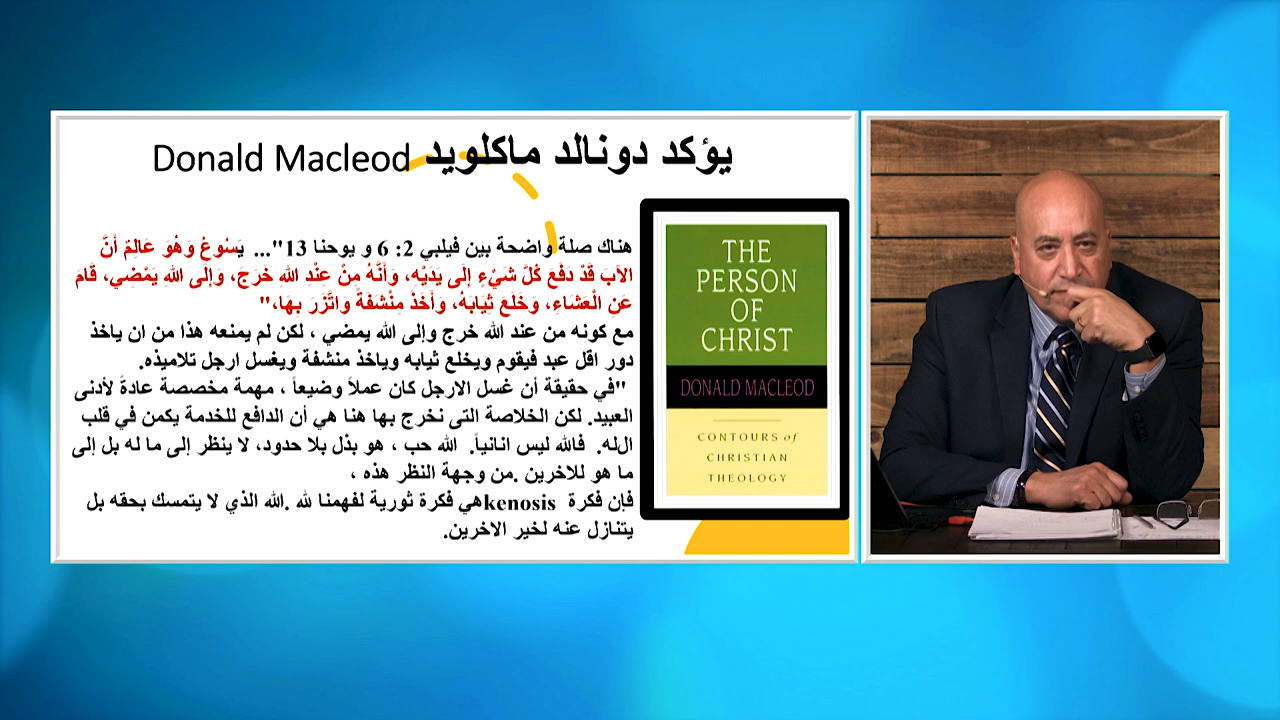 يؤكد دونالد ماكلويد Donald Macleod
هناك صلة واضحة بين فيلبي 2: 6 و يوحنا 13"... يَسُوعُ وَهُوَ عَالِمٌ أَنَّ
الآبَ قَدْ دَفَعَ كُلَّ شَيْءٍ إِلَى يَدَيْهِ، وَأَنَّهُ مِنْ عِنْدِ اللهِ خَرَجَ، وَإِلَى اللهِ يَمْضِي، قَامَ
عَنِ الْعَشَاءِ، وَخَلَعَ ثِيَابَهُ، وَأَخَذَ مِنْشَفَةً وَاتَّزَرَ بِهَا،"
مع كونه من عند الله خرج وإلى الله يمضي ، لكن لم يمنعه هذا من ان ياخذ
دور اقل عبد فيقوم ويخلع ثيابه وياخذ منشفة ويغسل ارجل تلاميذه.
"في حقيقة أن غسل الارجل كان عملاً وضيعاً ، مهمة مخصصة عادةً لأدنى
العبيد. لكن الخلاصة التى نخرج بها هنا هي أن الدافع للخدمة يكمن في قلب
الله. فالله ليس انانياً. الله حب ، هو بذل بلا حدود، لا ينظر إلى ما له بل إلى
ما هو للاخرين .من وجهة النظر هذه ،
فإن فكرة kenosisهي فكرة ثورية لفهمنا لله .الله الذي لا يتمسك بحقه بل
يتنازل عنه لخير الاخرين.
THE
PERSON
OF
CHRIST
DONALD MACLEOD
CONTOURS of
CHRISTIAN
THEOLOGY